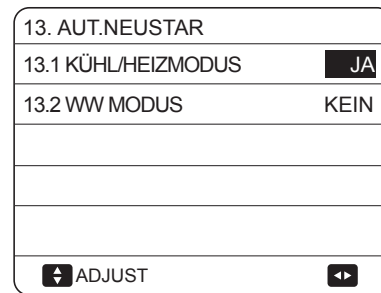 13. AUT.NEUSTAR
13.1 KÜHL/HEIZMODUS JA
13.2 WW MODUS KEIN
ADJUST